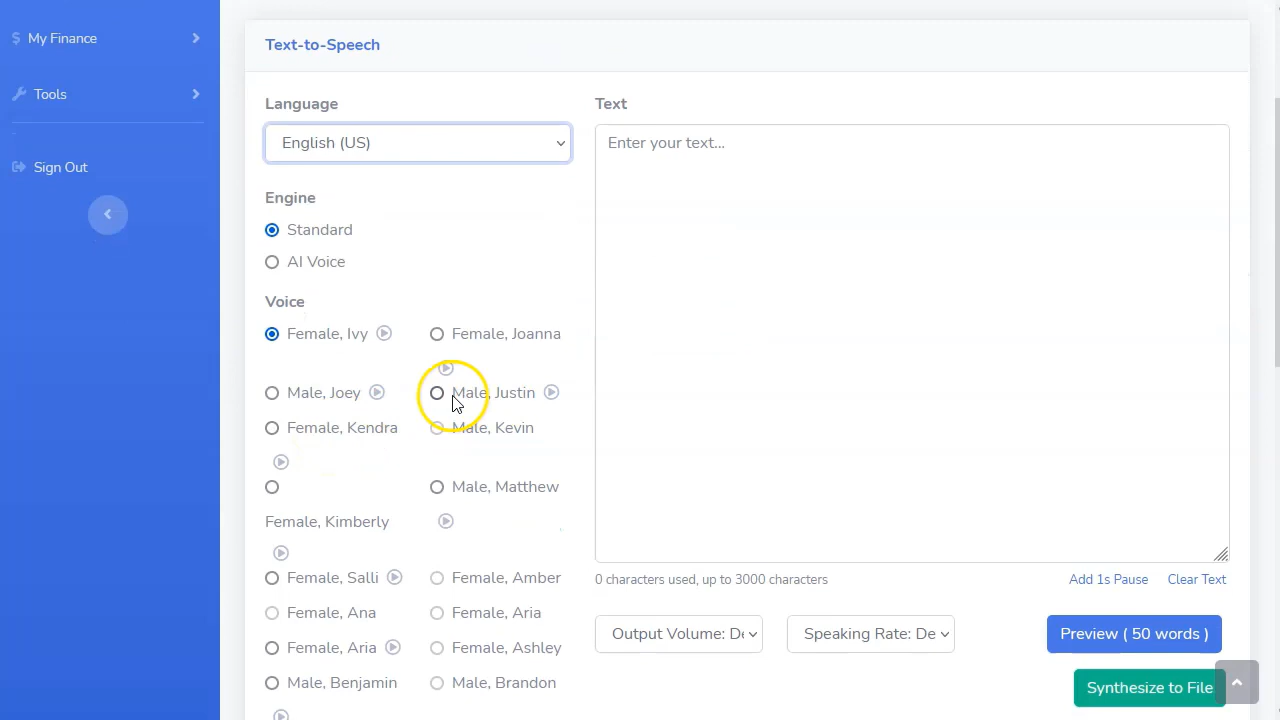 $ My Finance
Tools
Sign Out
Text-to-Speech
Language
English (US)
Engine
Standard
AI Voice
Voice
Female, Ivy
Female, Joanna
Male, Joey
Male, Justin
Female, Kendra
Male, Kevin
Female, Kimberly
Male, Matthew
Female, Salli
Female, Amber
Female, Ana
Female, Aria
Female, Aria
Female, Ashley
Male, Benjamin
Male, Brandon
Text
Enter your text...
0 characters used, up to 3000 characters
Add 1s Pause
Clear Text
Output Volume: De
Speaking Rate: De
Preview ( 50 words )
Synthesize to File